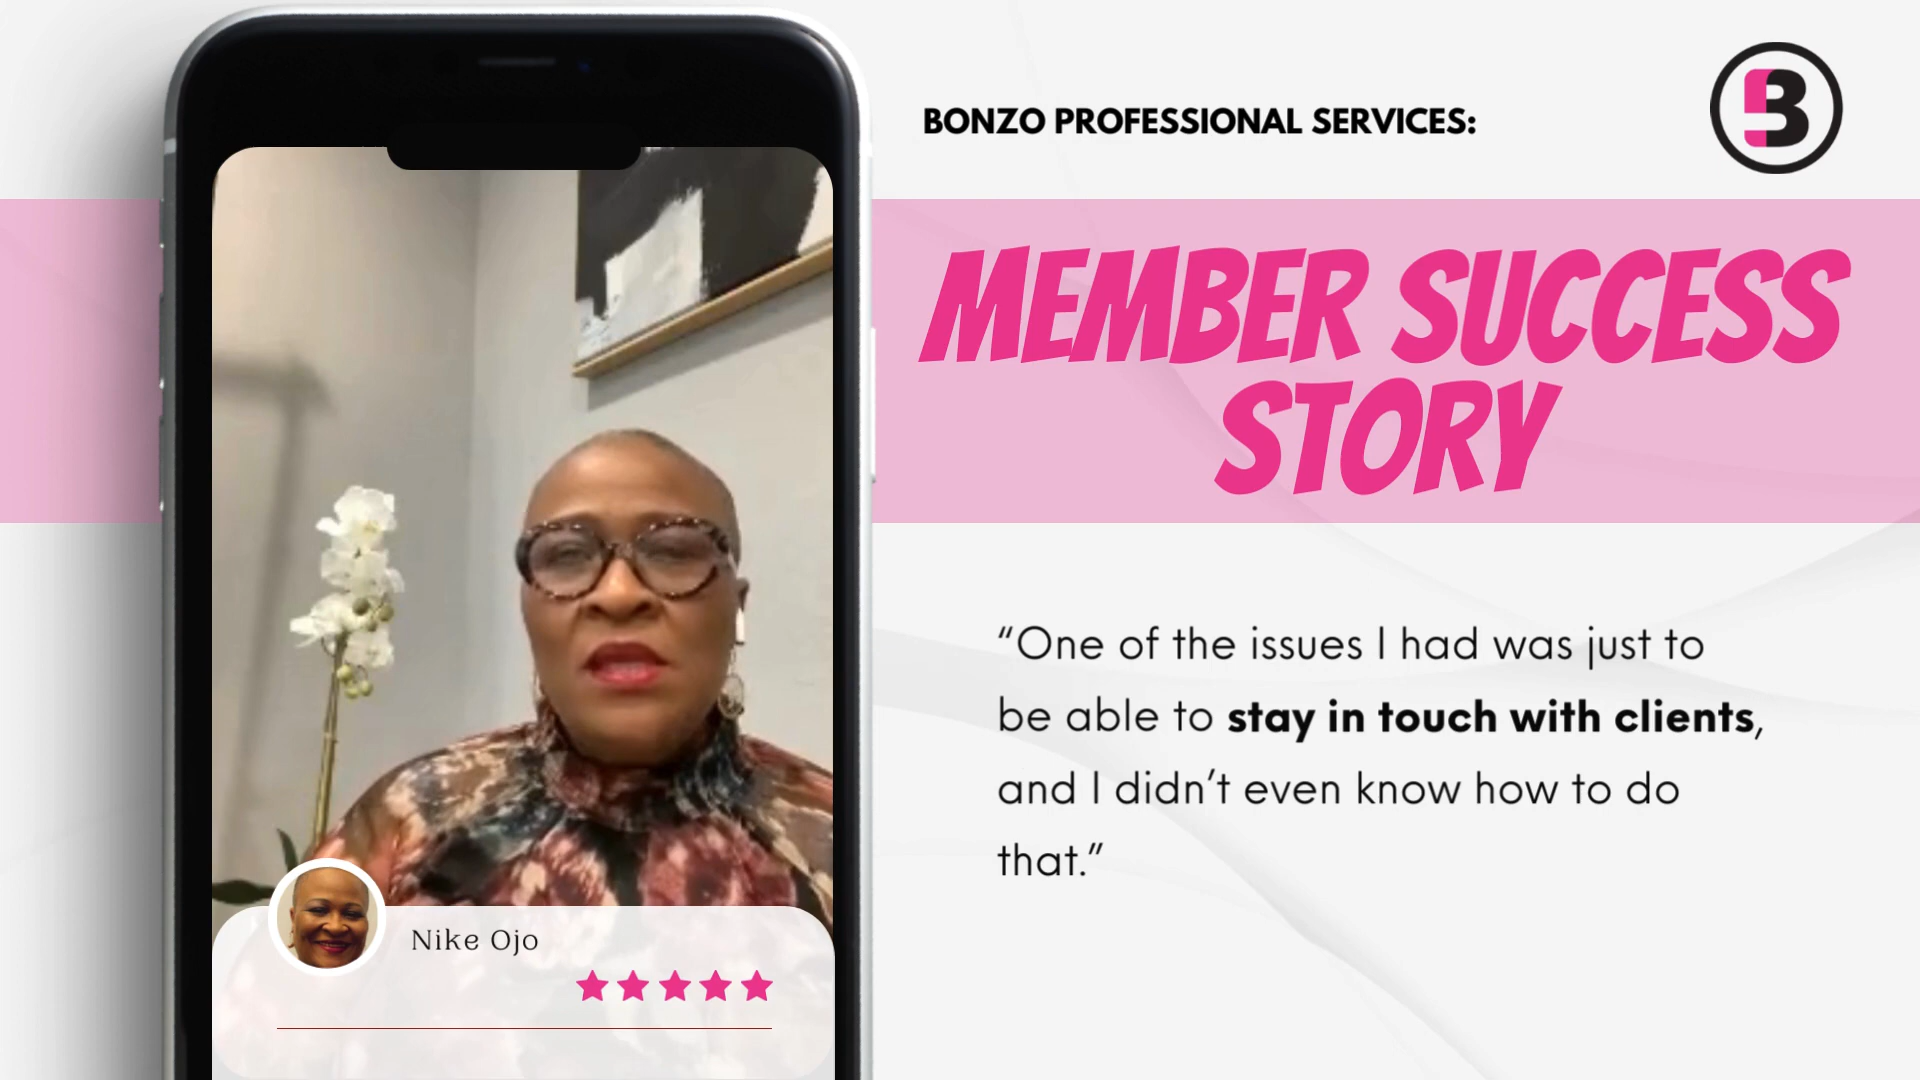 BONZO PROFESSIONAL SERVICES:
B
MEMBER SUCCESS
STORY
“One of the issues I had was just to
be able to stay in touch with clients,
and I didn’t even know how to do
that.”
Nike Ojo